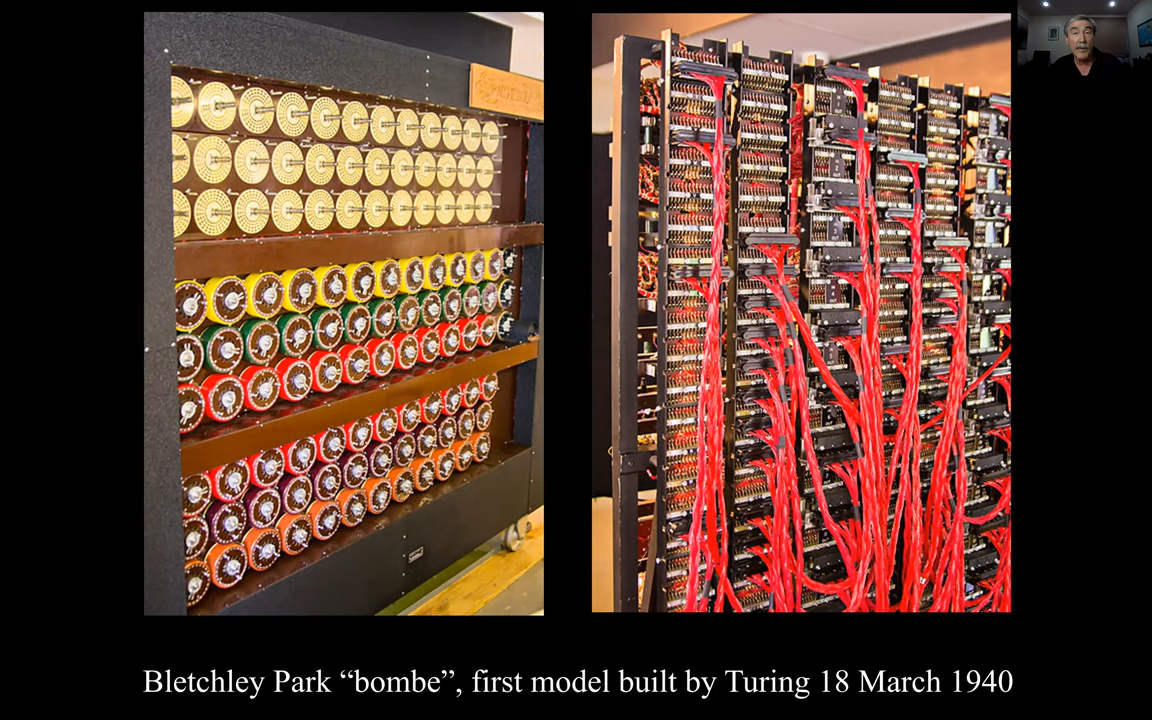 Bletchley Park “bombe”, first model built by Turing 18 March 1940